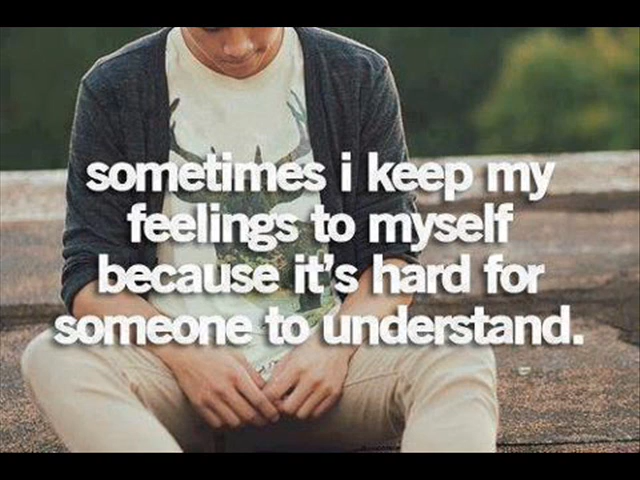 sometimes i keep my
feelings to myself
because it's hard for
someone to understand.